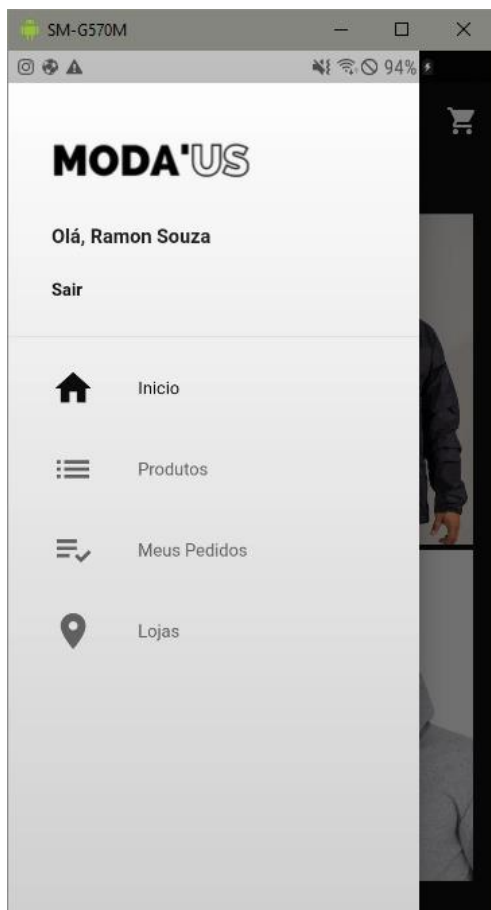 SM-G570M
94%
MODA'US
Olá, Ramon Souza
Sair
Inicio
Produtos
Meus Pedidos
Lojas